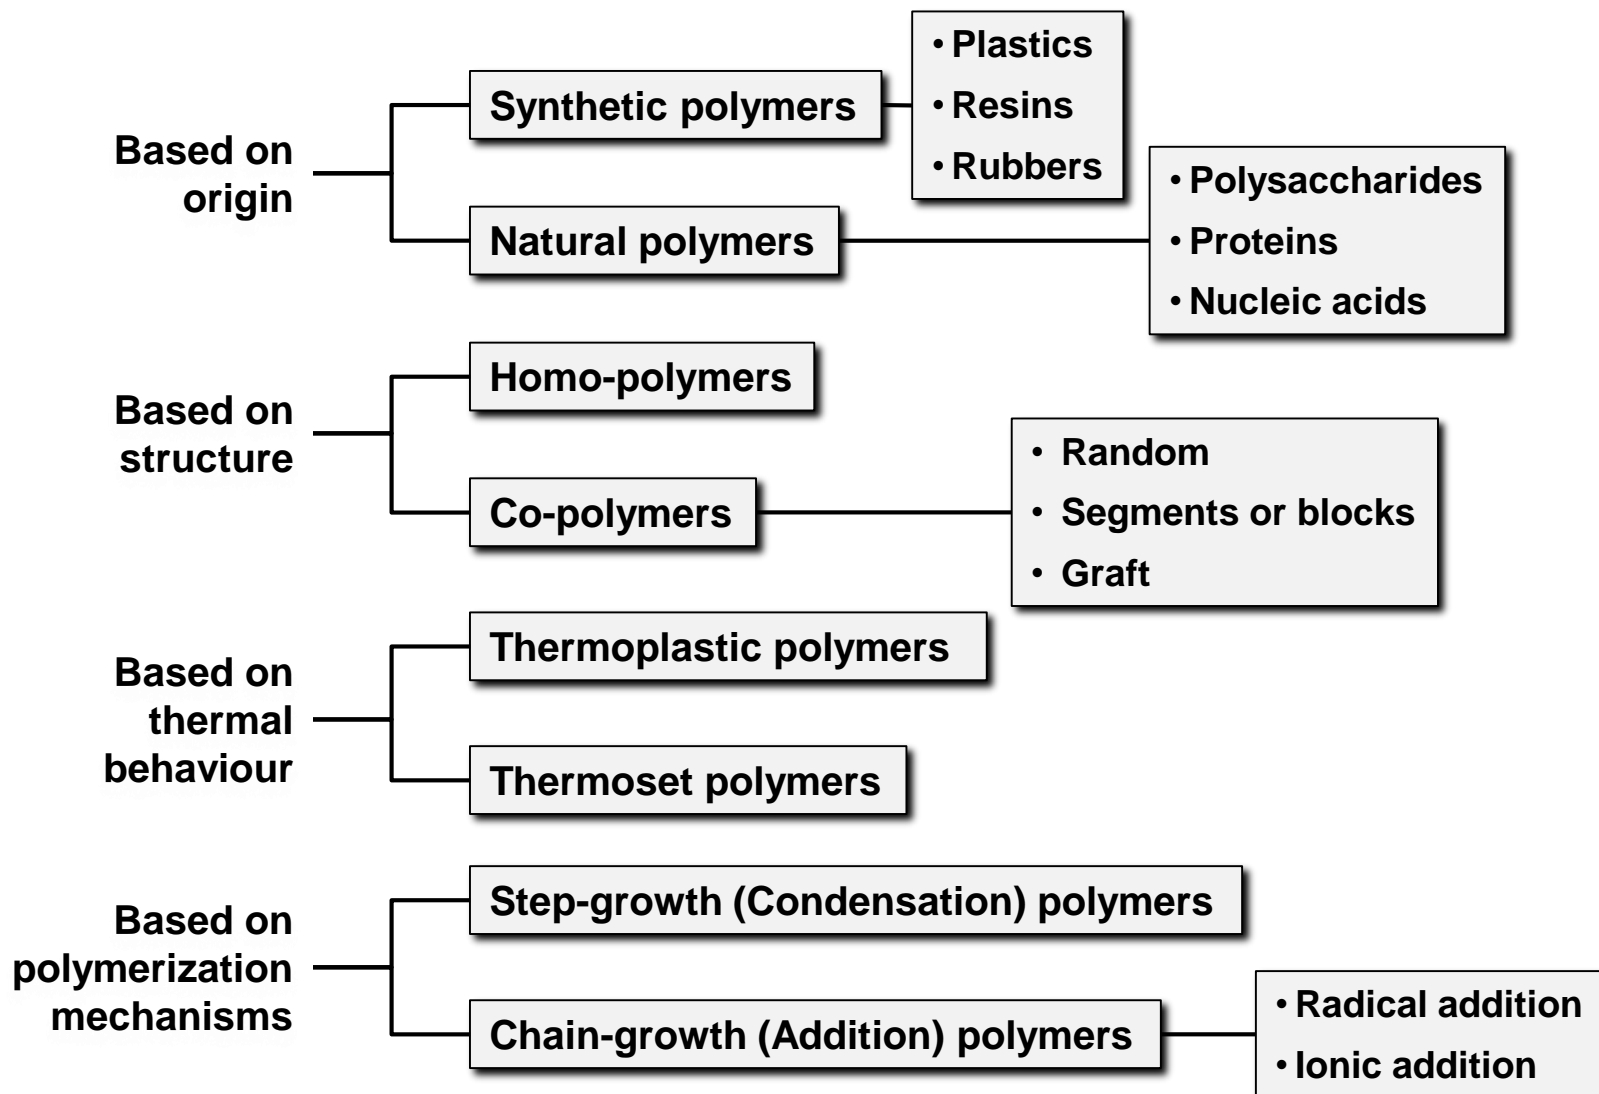 Based on
origin
Synthetic polymers
• Plastics
• Resins
• Rubbers
Natural polymers
• Polysaccharides
• Proteins
• Nucleic acids
Based on
structure
Homo-polymers
Co-polymers
• Random
• Segments or blocks
• Graft
Based on
thermal
behaviour
Thermoplastic polymers
Thermoset polymers
Based on
polymerization
mechanisms
Step-growth (Condensation) polymers
Chain-growth (Addition) polymers
• Radical addition
• Ionic addition